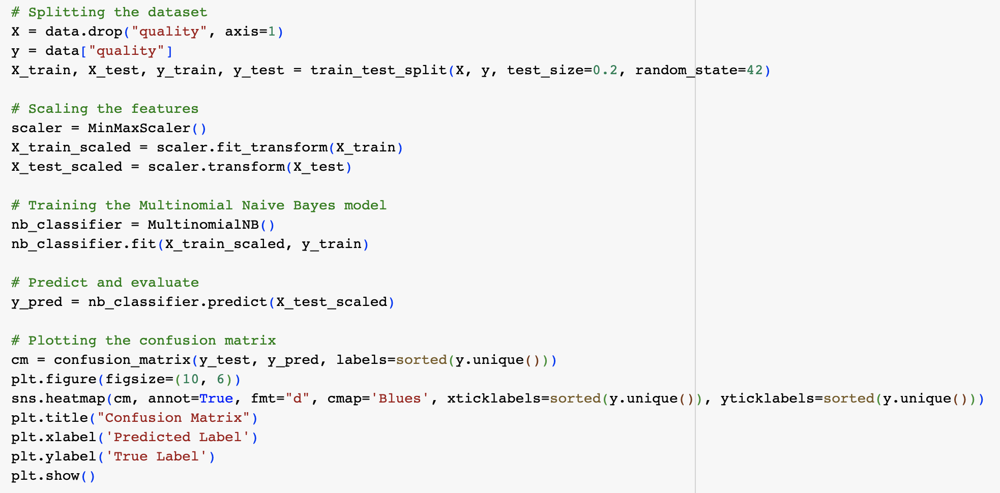 # Splitting the dataset
X = data.drop("quality", axis=1)
y = data["quality"]
X_train, X_test, y_train, y_test = train_test_split(X, y, test_size=0.2, random_state=42)
# Scaling the features
scaler = MinMaxScaler()
X_train_scaled = scaler.fit_transform(X_train)
X_test_scaled = scaler.transform(X_test)
# Training the Multinomial Naive Bayes model
nb_classifier = MultinomialNB()
nb_classifier.fit(X_train_scaled, y_train)
# Predict and evaluate
y_pred = nb_classifier.predict(X_test_scaled)
# Plotting the confusion matrix
cm = confusion_matrix(y_test, y_pred, labels=sorted(y.unique()))
plt.figure(figsize=(10, 6))
sns.heatmap(cm, annot=True, fmt="d", cmap='Blues', xticklabels=sorted(y.unique()), yticklabels=sorted(y.unique()))
plt.title("Confusion Matrix")
plt.xlabel('Predicted Label')
plt.ylabel('True Label')
plt.show()